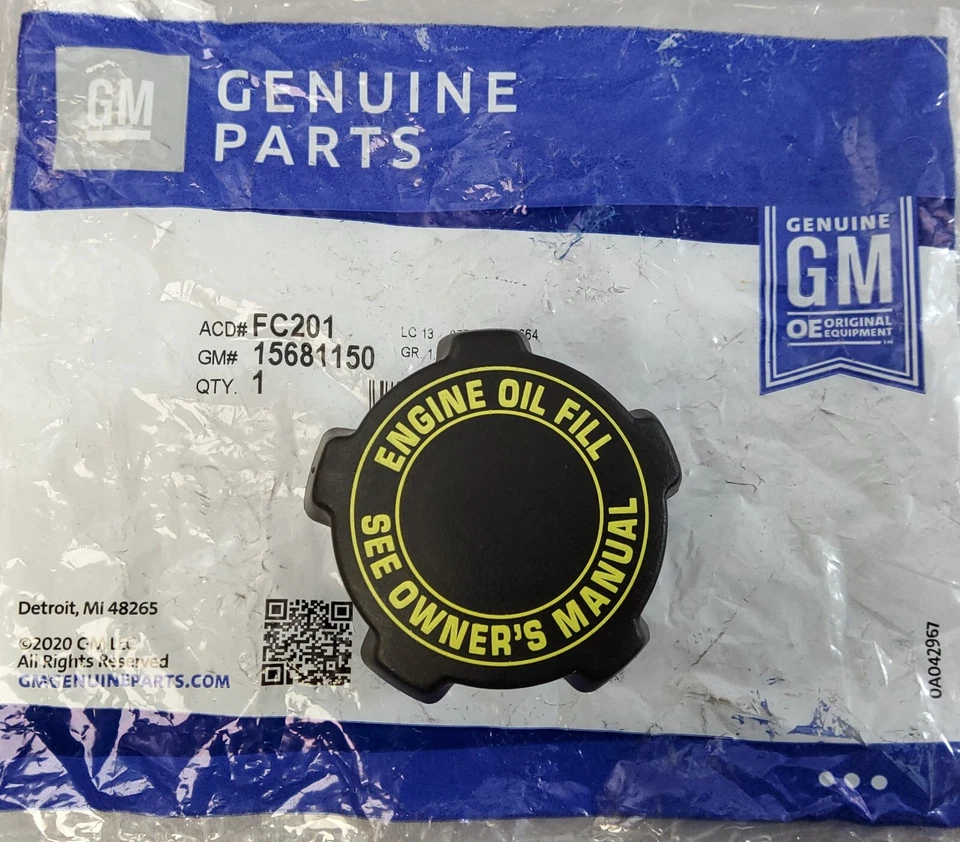 GM
GENUINE
PARTS
GENUINE
GM
OE ORIGINAL
EQUIPMENT
TM
ACD# FC201
GM# 15681150
QTY. 1
LC 13
GR. 1
ENGINE OIL FILL
SEE OWNER'S MANUAL
Detroit, Mi 48265
©2020 GM
All Rights Reserved
GMGENUINEPARTS.COM
0A042967